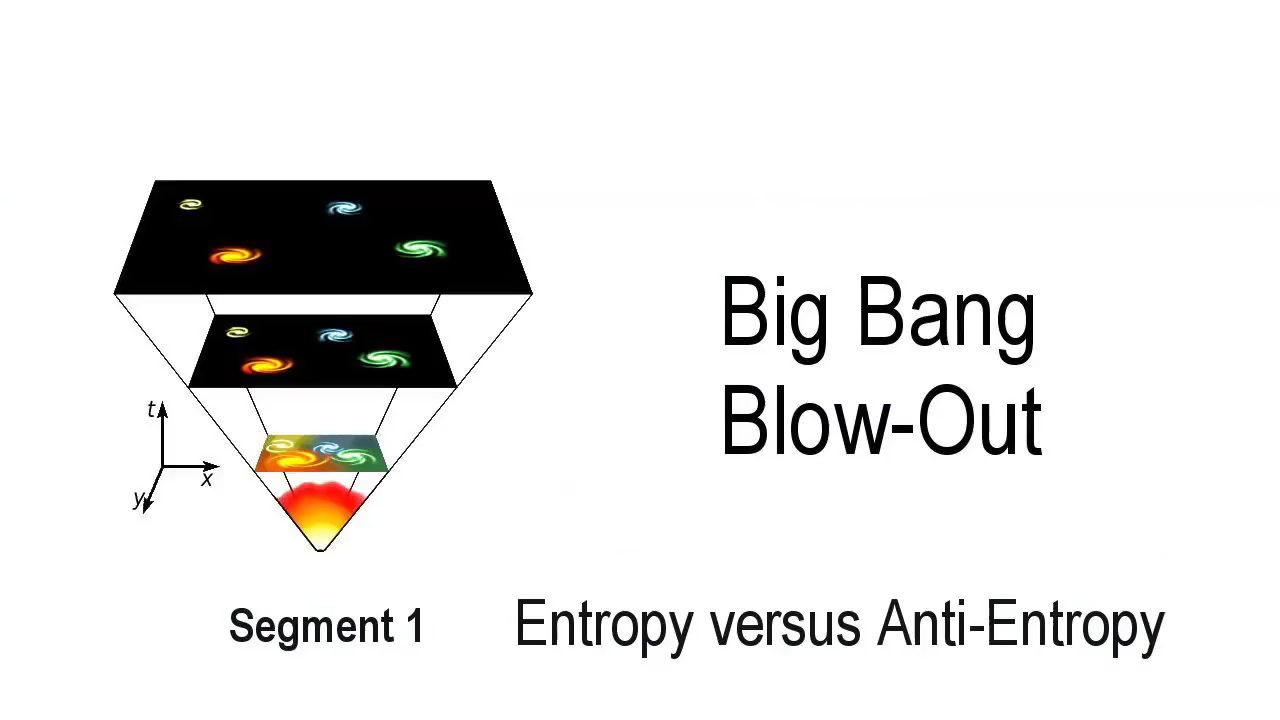 Big Bang
Blow-Out
t
x
y
Segment 1
Entropy versus Anti-Entropy